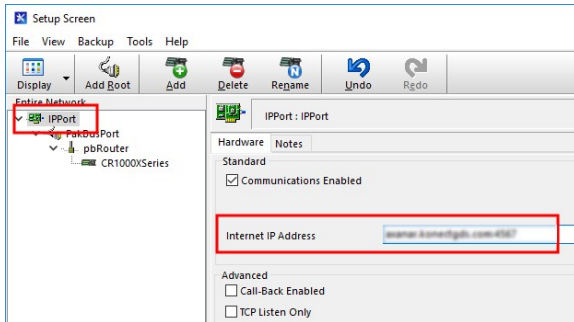 Setup Screen
File View Backup Tools Help
Display Add Root Add Delete Rename Undo Redo
Entire Network
IPPort
PakBusPort
pbRouter
CR1000XSeries
IPPort : IPPort
Hardware Notes
Standard
Communications Enabled
Internet IP Address
Advanced
Call-Back Enabled
TCP Listen Only